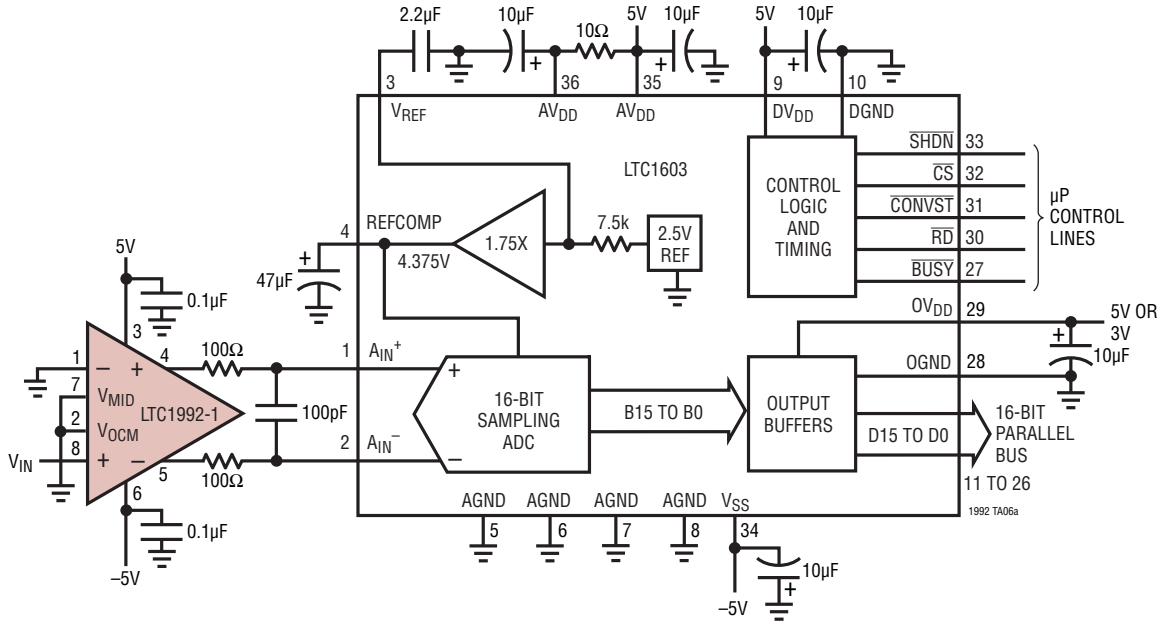 2.2µF
10µF
10Ω
5V
10µF
5V
10µF
3
36
35
9
10
VREF
AVDD
AVDD
DVDD
DGND
LTC1603
SHDN
33
CS
32
CONVST
31
RD
30
BUSY
27
µP
CONTROL
LINES
CONTROL
LOGIC
AND
TIMING
4
REFCOMP
4.375V
1.75X
7.5k
2.5V
REF
47µF
5V
0.1µF
3
1
4
100Ω
1
AIN+
– +
7
VMID
LTC1992-1
2
VOCM
8
VIN
+ –
5
100Ω
6
100pF
2
AIN–
0.1µF
–5V
+
–
16-BIT
SAMPLING
ADC
B15 TO B0
OUTPUT
BUFFERS
OVDD
29
5V OR
3V
10µF
OGND
28
D15 TO D0
16-BIT
PARALLEL
BUS
11 TO 26
1992 TA06a
AGND
AGND
AGND
AGND
VSS
5
6
7
8
34
10µF
–5V
+
+
+
+
+
+